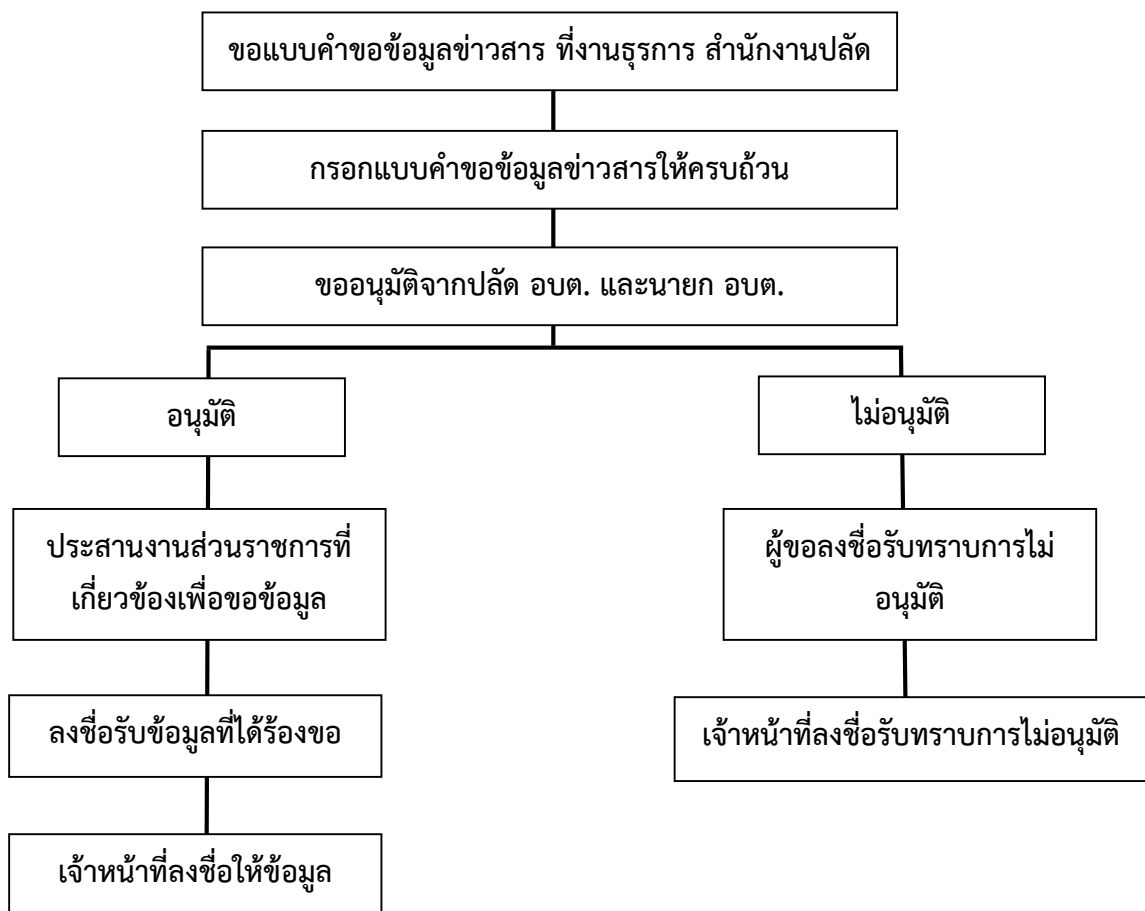 ขอแบบคำขอข้อมูลข่าวสาร ที่งานธุรการ สำนักงานปลัด
กรอกแบบคำขอข้อมูลข่าวสารให้ครบถ้วน
ขออนุมัติจากปลัด อบต. และนายก อบต.
อนุมัติ
ไม่อนุมัติ
ประสานงานส่วนราชการที่
เกี่ยวข้องเพื่อขอข้อมูล
ผู้ขอลงชื่อรับทราบการไม่
อนุมัติ
ลงชื่อรับข้อมูลที่ได้ร้องขอ
เจ้าหน้าที่ลงชื่อรับทราบการไม่อนุมัติ
เจ้าหน้าที่ลงชื่อให้ข้อมูล